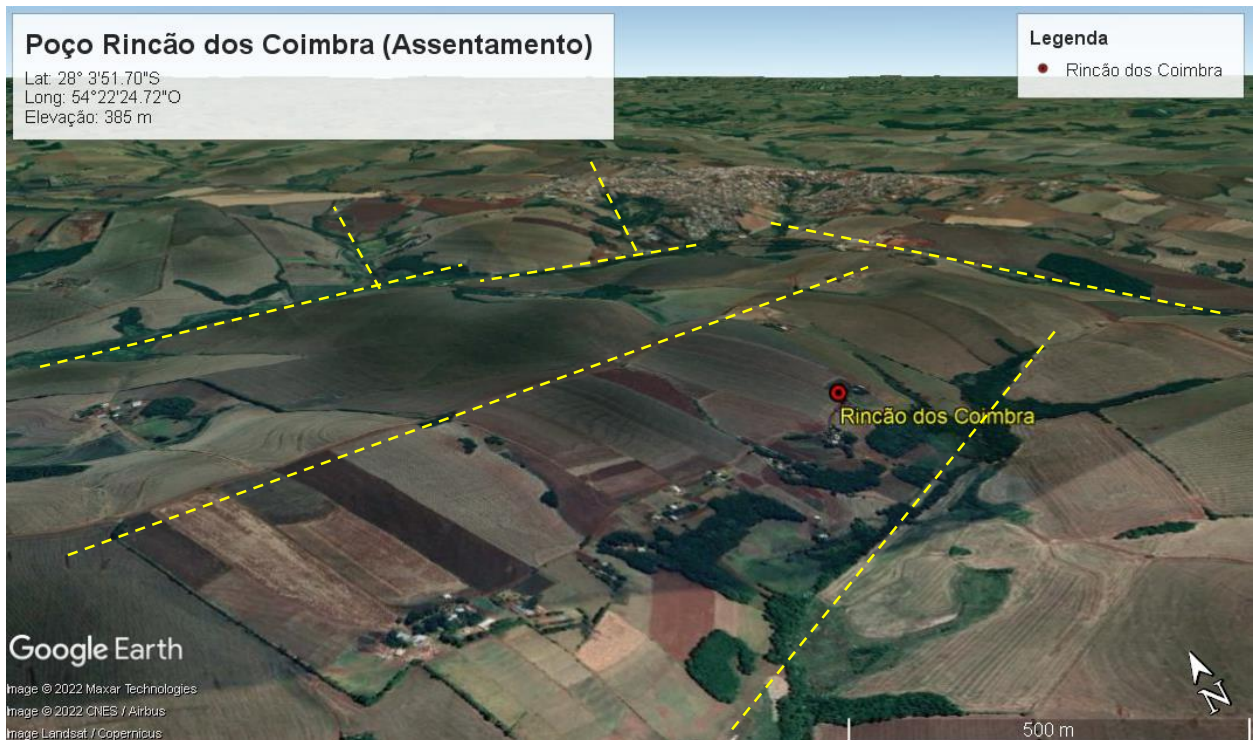 Poço Rincão dos Coimbra (Assentamento)
Lat: 28° 3'51.70"S
Long: 54°22'24.72"O
Elevação: 385 m
Legenda
Rincão dos Coimbra
Rincão dos Coimbra
Google Earth
Image © 2022 Maxar Technologies
Image © 2022 CNES / Airbus
Image Landsat / Copernicus
N
500 m